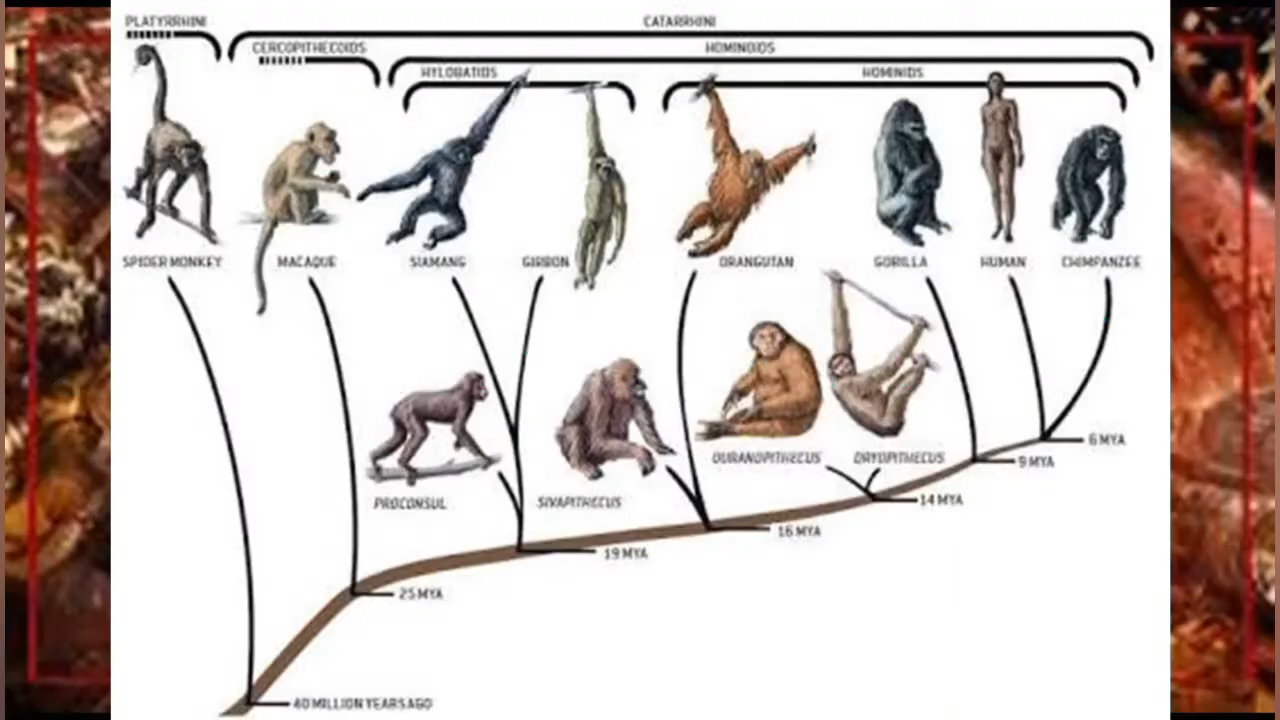 PLATYRRHINI
CATARRHINI
CERCOPITHECOIDS
HOMINOIDS
HYLOBATIDS
HOMINIDS
SPIDER MONKEY
MACAQUE
SIAMANG
GIBBON
ORANGUTAN
GORILLA
HUMAN
CHIMPANZEE
6 MYA
OURANOPITHECUS
DRYOPITHECUS
9 MYA
PROCONSUL
SIVAPITHECUS
14 MYA
16 MYA
19 MYA
25 MYA
40 MILLION YEARS AGO